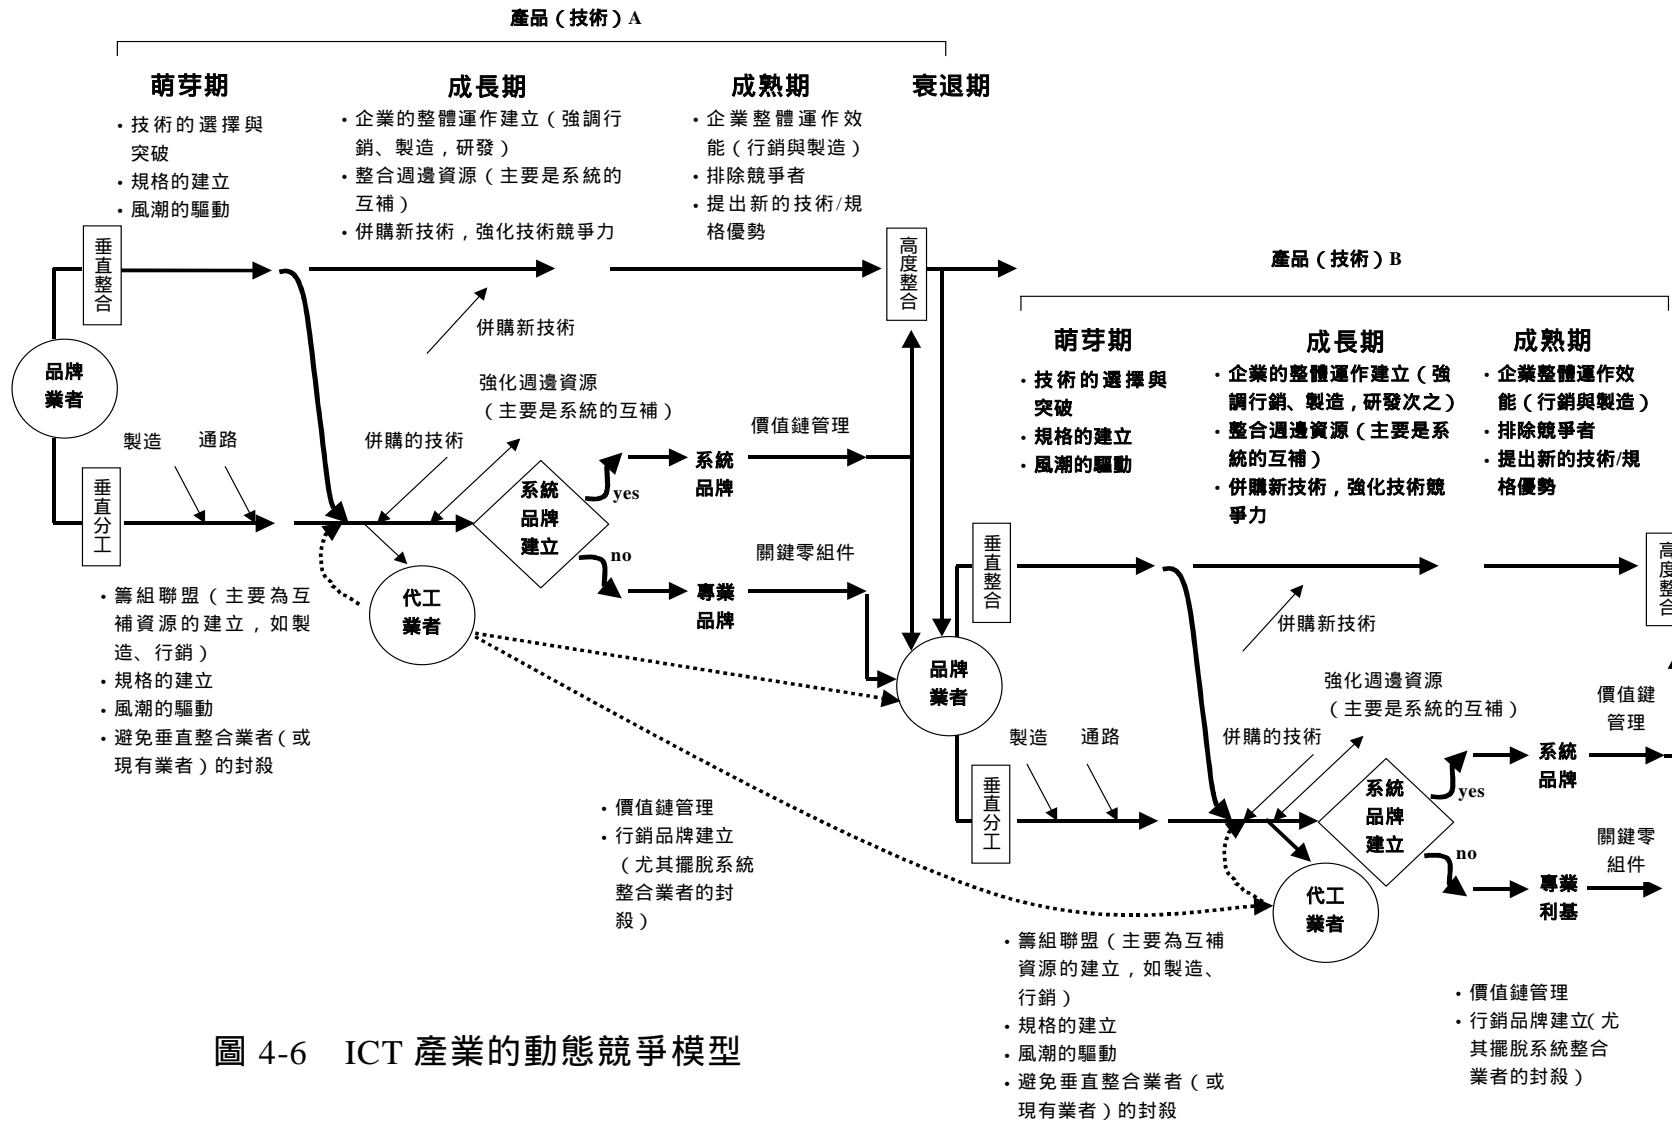 產品（技術）A
萌芽期
・技術的選擇與
突破
・規格的建立
・風潮的驅動
成長期
・企業的整體運作建立（強調行
銷、製造，研發）
・整合週邊資源（主要是系統的
互補）
・併購新技術，強化技術競爭力
成熟期
・企業整體運作效
能（行銷與製造）
・排除競爭者
・提出新的技術/規
格優勢
衰退期
垂直整合
高度整合
併購新技術
品牌
業者
強化週邊資源
（主要是系統的互補）
製造
通路
併購的技術
價值鏈管理
垂直分工
系統
品牌
建立
yes
系統
品牌
no
關鍵零組件
專業
品牌
代工
業者
・籌組聯盟（主要為互
補資源的建立，如製
造、行銷）
・規格的建立
・風潮的驅動
・避免垂直整合業者（或
現有業者）的封殺
・價值鏈管理
・行銷品牌建立
（尤其擺脫系統
整合業者的封
殺）
產品（技術）B
萌芽期
・技術的選擇與
突破
・規格的建立
・風潮的驅動
成長期
・企業的整體運作建立（強
調行銷、製造，研發次之）
・整合週邊資源（主要是系
統的互補）
・併購新技術，強化技術競
爭力
成熟期
・企業整體運作效
能（行銷與製造）
・排除競爭者
・提出新的技術/規
格優勢
垂直整合
高度整合
併購新技術
品牌
業者
強化週邊資源
（主要是系統的互補）
製造
通路
併購的技術
價值鍵
管理
垂直分工
系統
品牌
建立
yes
系統
品牌
no
關鍵零
組件
專業
利基
代工
業者
・籌組聯盟（主要為互補
資源的建立，如製造、
行銷）
・規格的建立
・風潮的驅動
・避免垂直整合業者（或
現有業者）的封殺
・價值鏈管理
・行銷品牌建立（尤
其擺脫系統整合
業者的封殺）
圖 4-6　ICT 產業的動態競爭模型